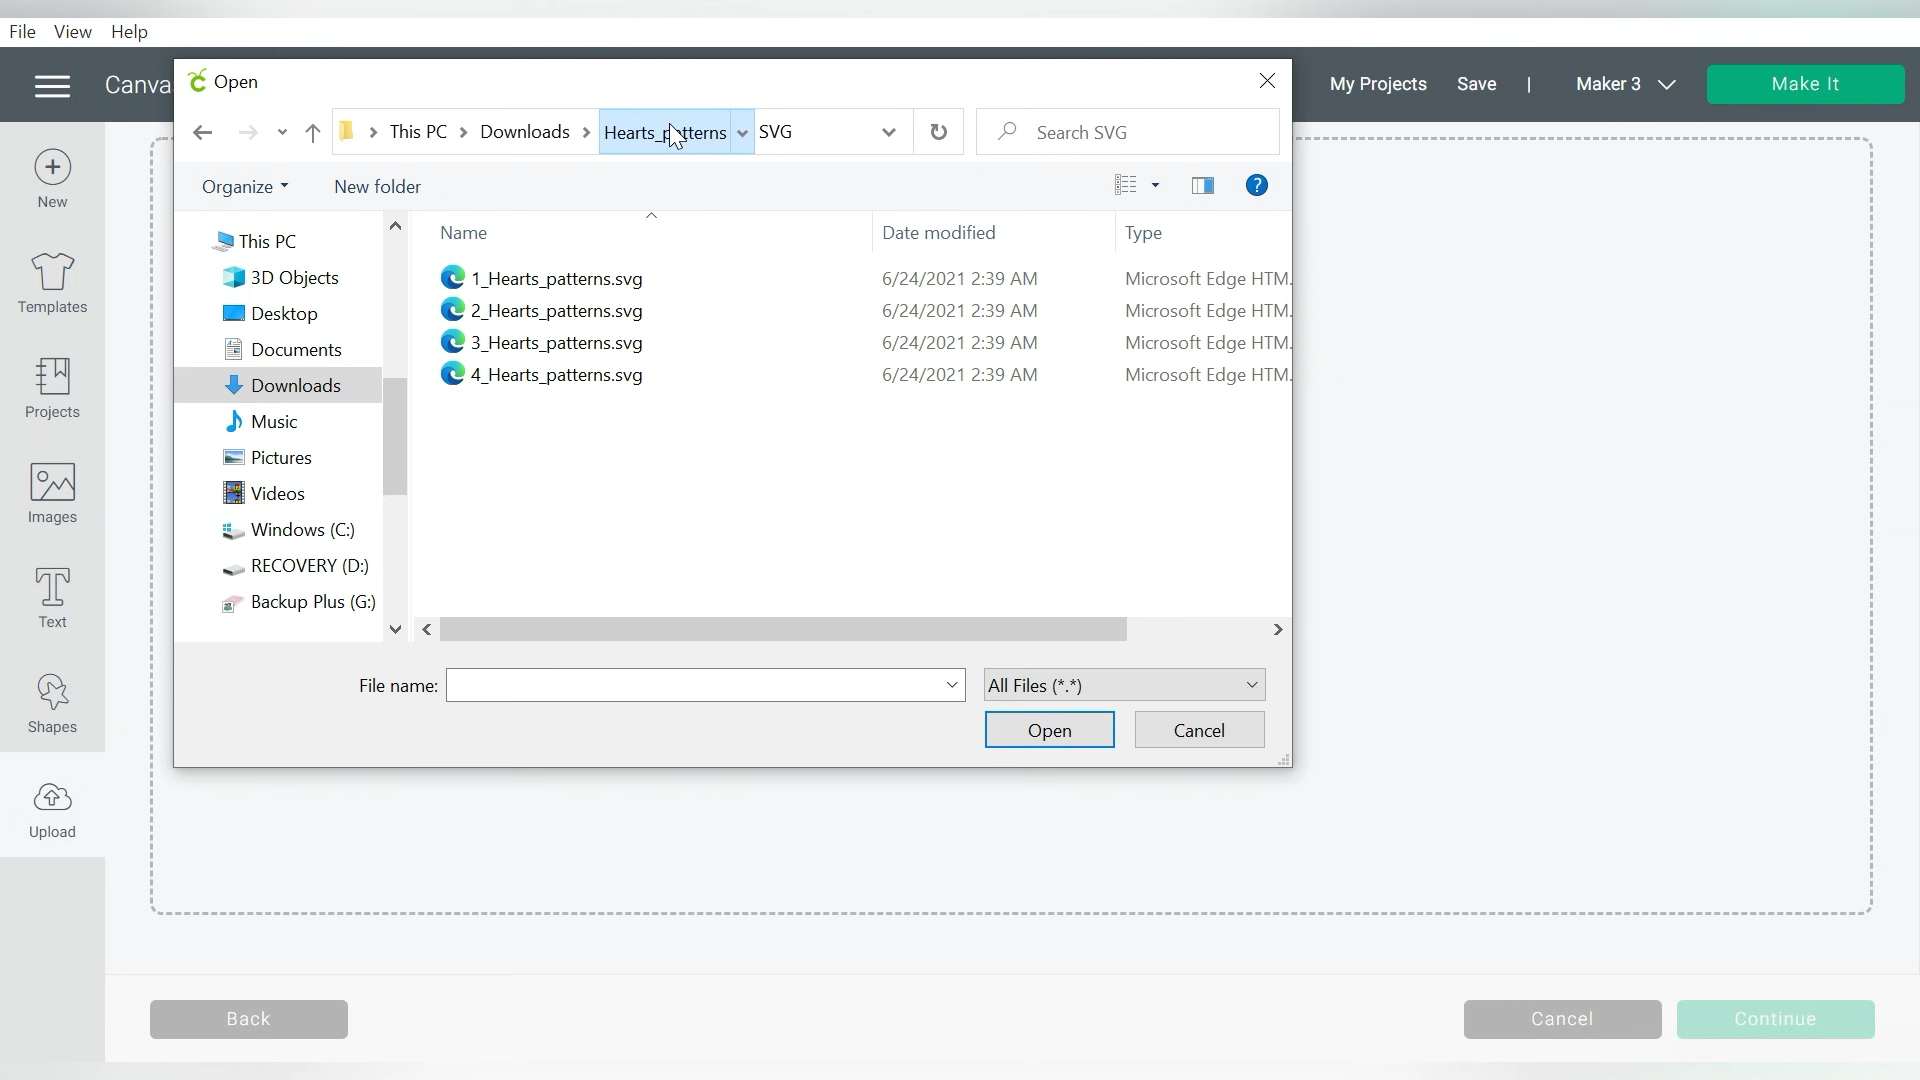 File View Help
Canva
Open
My Projects Save | Maker 3 Make It
This PC > Downloads > Hearts_patterns SVG
Search SVG
Organize New folder
New
Templates
Projects
Images
Text
Shapes
Upload
This PC
3D Objects
Desktop
Documents
Downloads
Music
Pictures
Videos
Windows (C:)
RECOVERY (D:)
Backup Plus (G:)
Name Date modified Type
1_Hearts_patterns.svg 6/24/2021 2:39 AM Microsoft Edge HTM.
2_Hearts_patterns.svg 6/24/2021 2:39 AM Microsoft Edge HTM.
3_Hearts_patterns.svg 6/24/2021 2:39 AM Microsoft Edge HTM.
4_Hearts_patterns.svg 6/24/2021 2:39 AM Microsoft Edge HTM.
File name: All Files (*.*)
Open Cancel
Back Cancel Continue